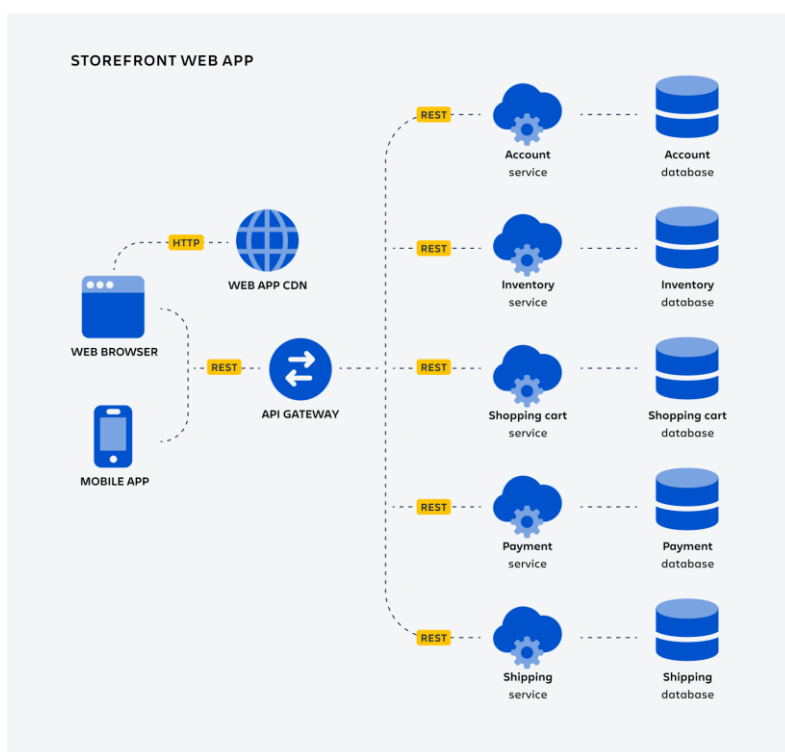 STOREFRONT WEB APP
REST
Account
service
Account
database
HTTP
WEB APP CDN
REST
Inventory
service
Inventory
database
WEB BROWSER
REST
API GATEWAY
REST
Shopping cart
service
Shopping cart
database
MOBILE APP
REST
Payment
service
Payment
database
REST
Shipping
service
Shipping
database